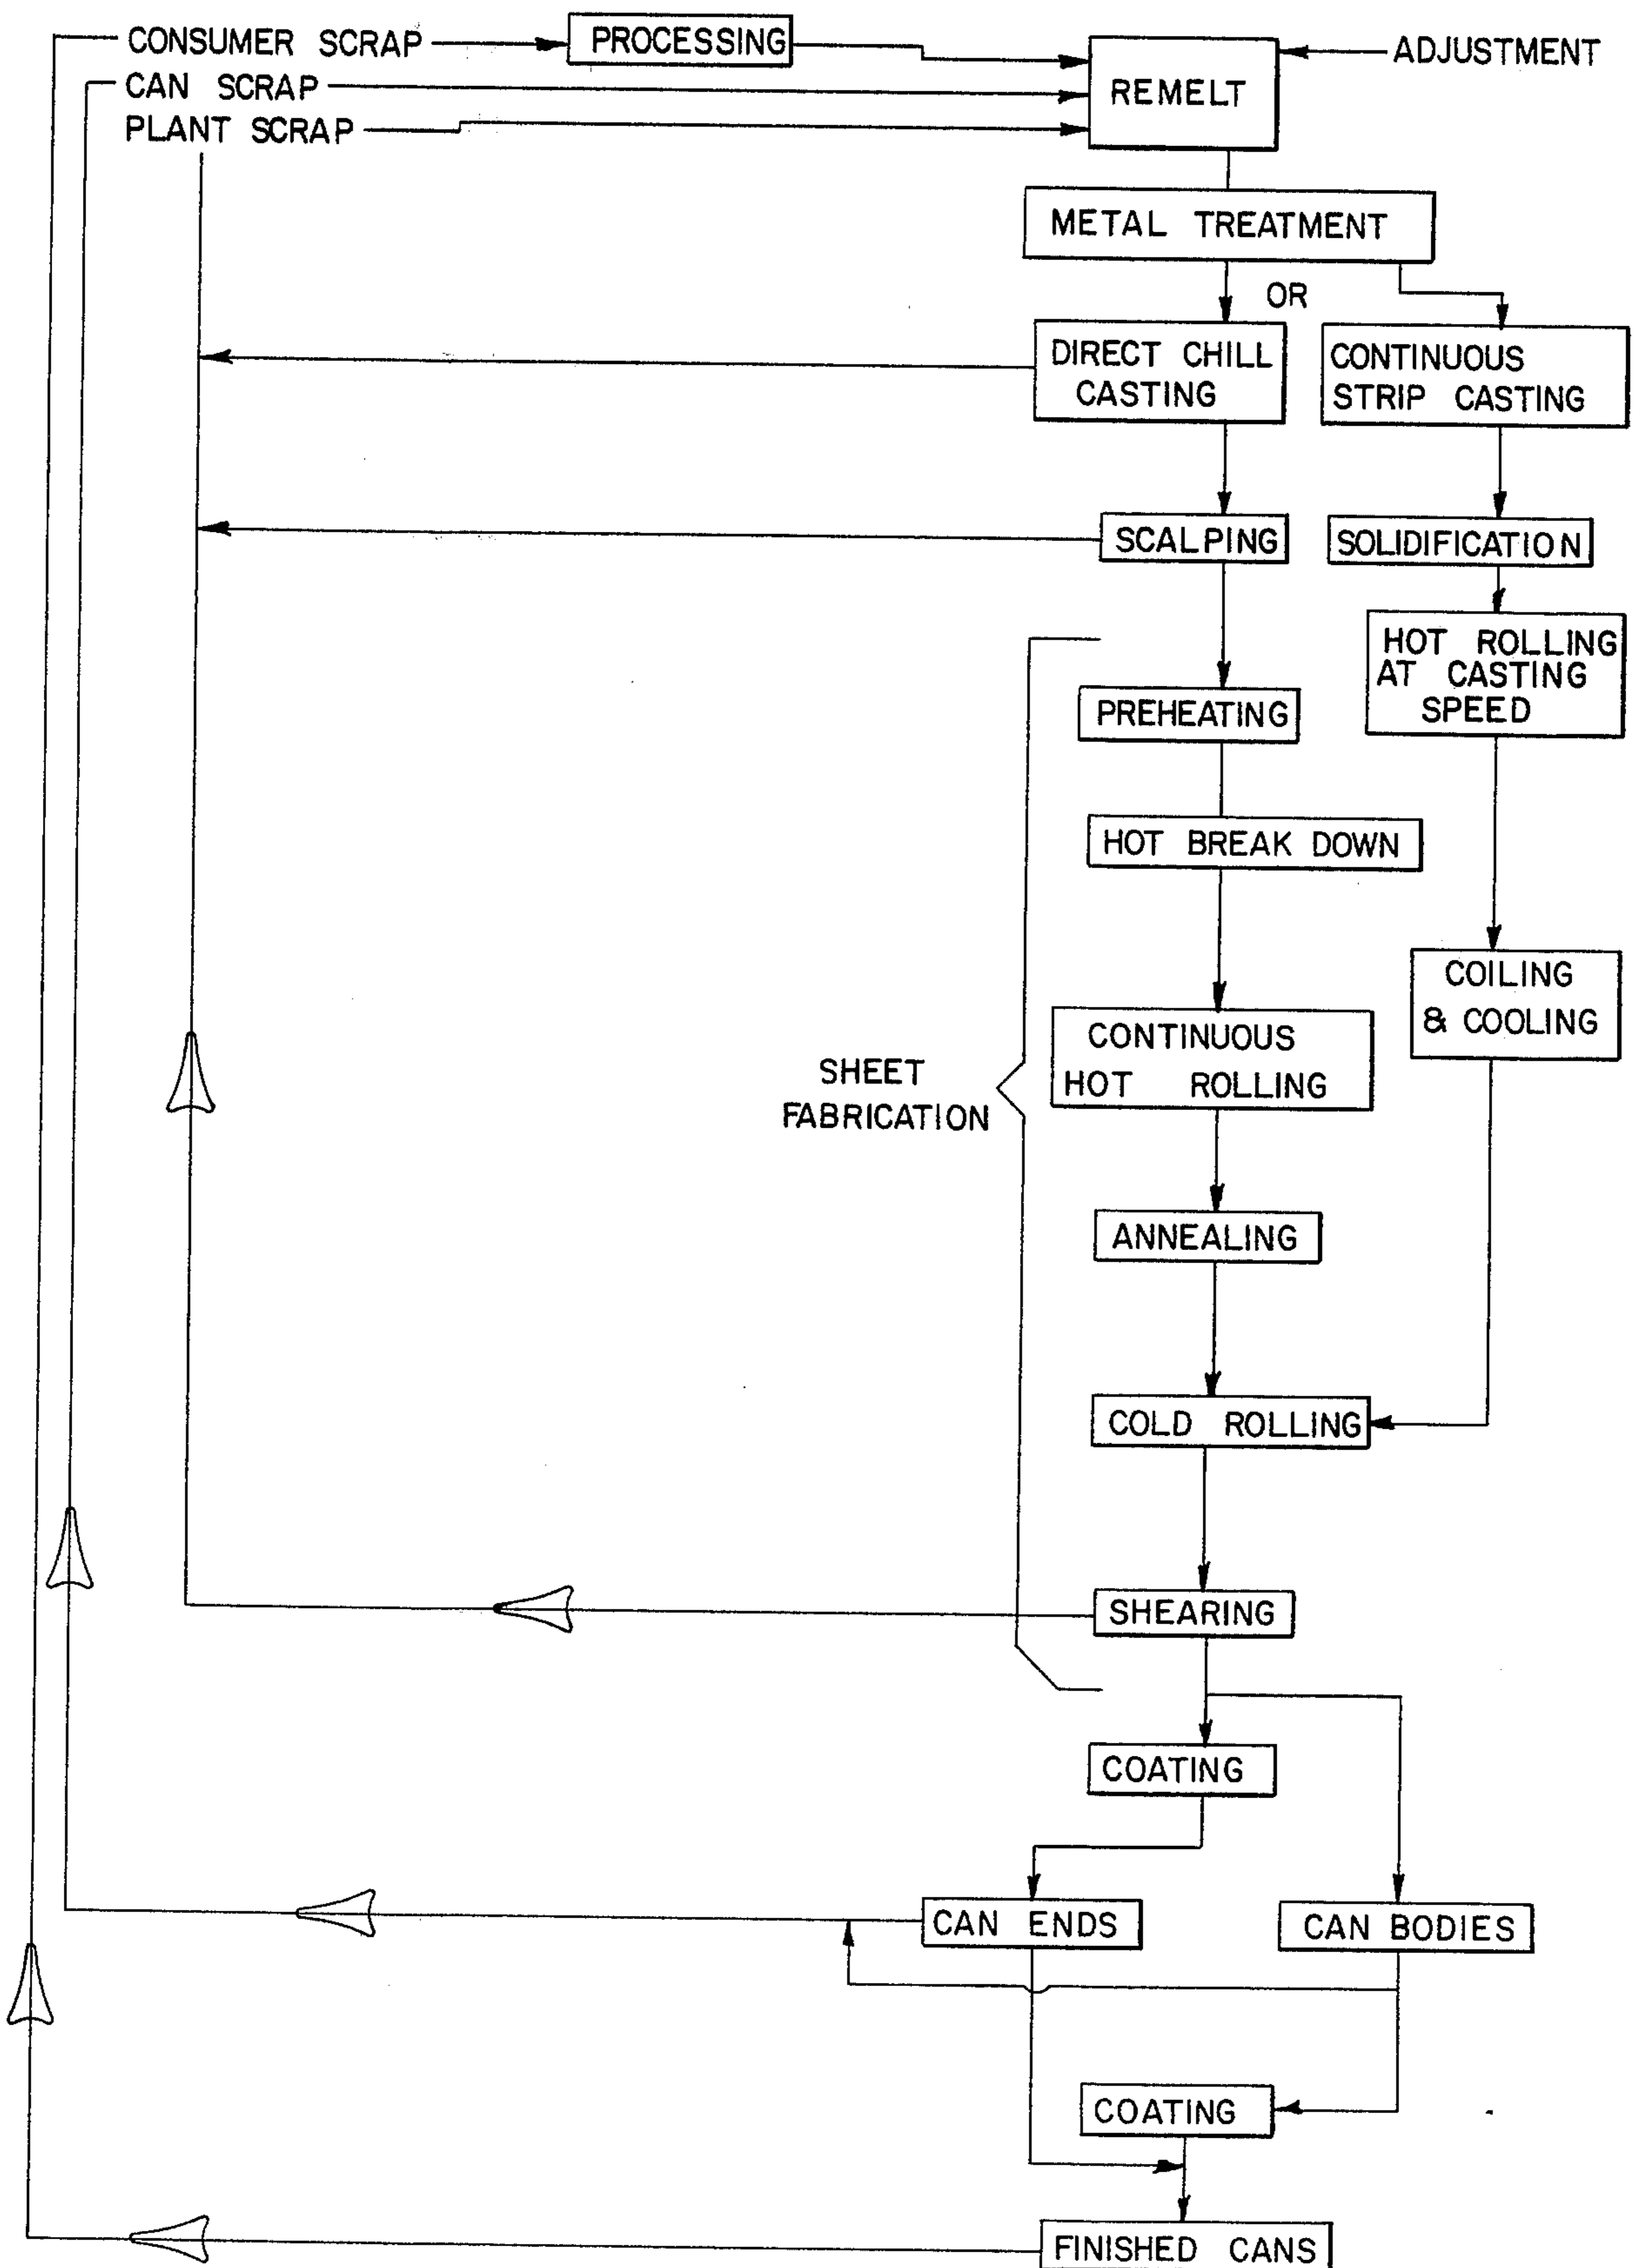 CONSUMER SCRAP
PROCESSING
ADJUSTMENT
CAN SCRAP
REMELT
PLANT SCRAP
METAL TREATMENT
OR
DIRECT CHILL
CASTING
CONTINUOUS
STRIP CASTING
SCALPING
SOLIDIFICATION
HOT ROLLING
AT CASTING
SPEED
PREHEATING
HOT BREAK DOWN
COILING
& COOLING
CONTINUOUS
HOT ROLLING
SHEET
FABRICATION
ANNEALING
COLD ROLLING
SHEARING
COATING
CAN ENDS
CAN BODIES
COATING
FINISHED CANS